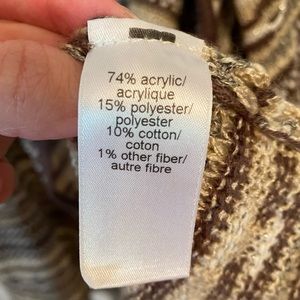 74% acrylic/
acrylique
15% polyester/
polyester
10% cotton/
coton
1% other fiber/
autre fibre